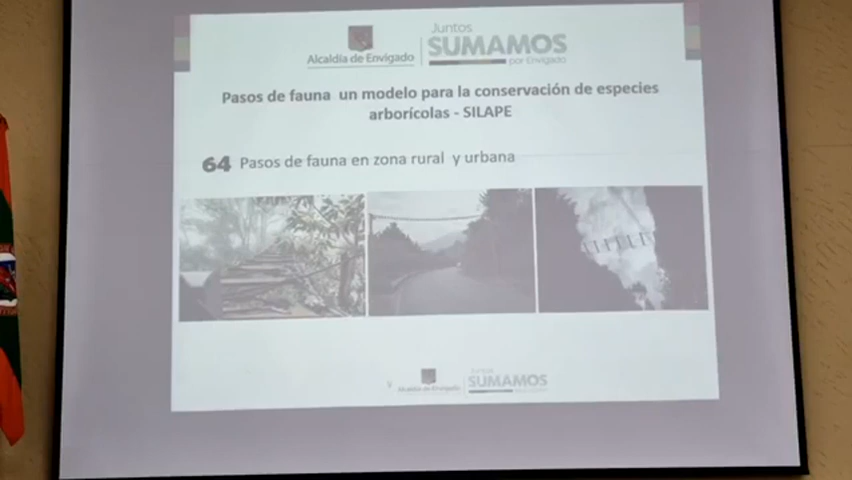 Juntos
Alcaldía de Envigado
SUMAMOS
por Envigado
Pasos de fauna un modelo para la conservación de especies
arborícolas - SILAPE
64 Pasos de fauna en zona rural y urbana
Alcaldía de Envigado
SUMAMOS